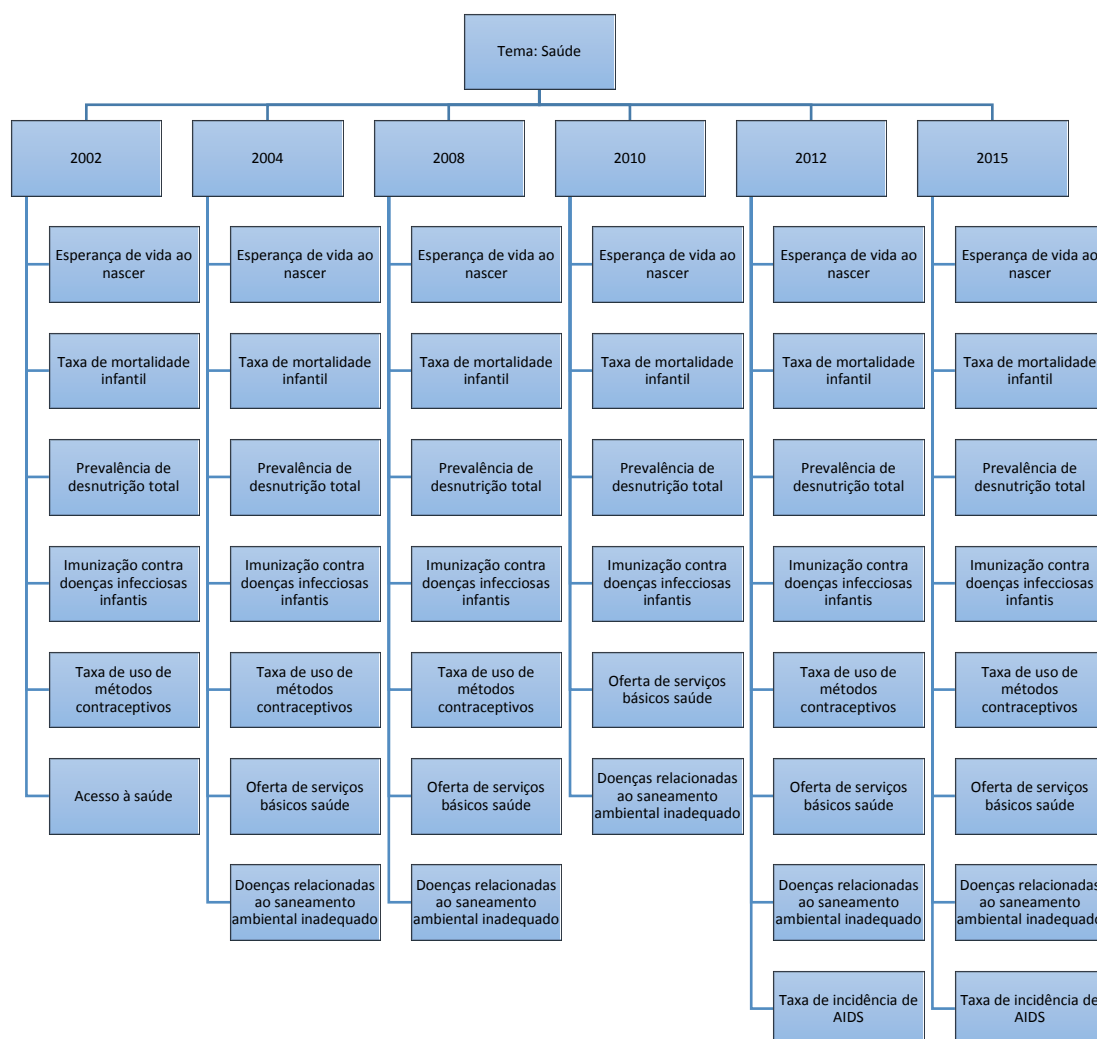 Tema: Saúde
2002
2004
2008
2010
2012
2015
Esperança de vida ao
nascer
Taxa de mortalidade
infantil
Prevalência de
desnutrição total
Imunização contra
doenças infecciosas
infantis
Taxa de uso de
métodos
contraceptivos
Acesso à saúde
Esperança de vida ao
nascer
Taxa de mortalidade
infantil
Prevalência de
desnutrição total
Imunização contra
doenças infecciosas
infantis
Taxa de uso de
métodos
contraceptivos
Oferta de serviços
básicos saúde
Doenças relacionadas
ao saneamento
ambiental inadequado
Esperança de vida ao
nascer
Taxa de mortalidade
infantil
Prevalência de
desnutrição total
Imunização contra
doenças infecciosas
infantis
Taxa de uso de
métodos
contraceptivos
Oferta de serviços
básicos saúde
Doenças relacionadas
ao saneamento
ambiental inadequado
Esperança de vida ao
nascer
Taxa de mortalidade
infantil
Prevalência de
desnutrição total
Imunização contra
doenças infecciosas
infantis
Oferta de serviços
básicos saúde
Doenças relacionadas
ao saneamento
ambiental inadequado
Esperança de vida ao
nascer
Taxa de mortalidade
infantil
Prevalência de
desnutrição total
Imunização contra
doenças infecciosas
infantis
Taxa de uso de
métodos
contraceptivos
Oferta de serviços
básicos saúde
Doenças relacionadas
ao saneamento
ambiental inadequado
Taxa de incidência de
AIDS
Esperança de vida ao
nascer
Taxa de mortalidade
infantil
Prevalência de
desnutrição total
Imunização contra
doenças infecciosas
infantis
Taxa de uso de
métodos
contraceptivos
Oferta de serviços
básicos saúde
Doenças relacionadas
ao saneamento
ambiental inadequado
Taxa de incidência de
AIDS